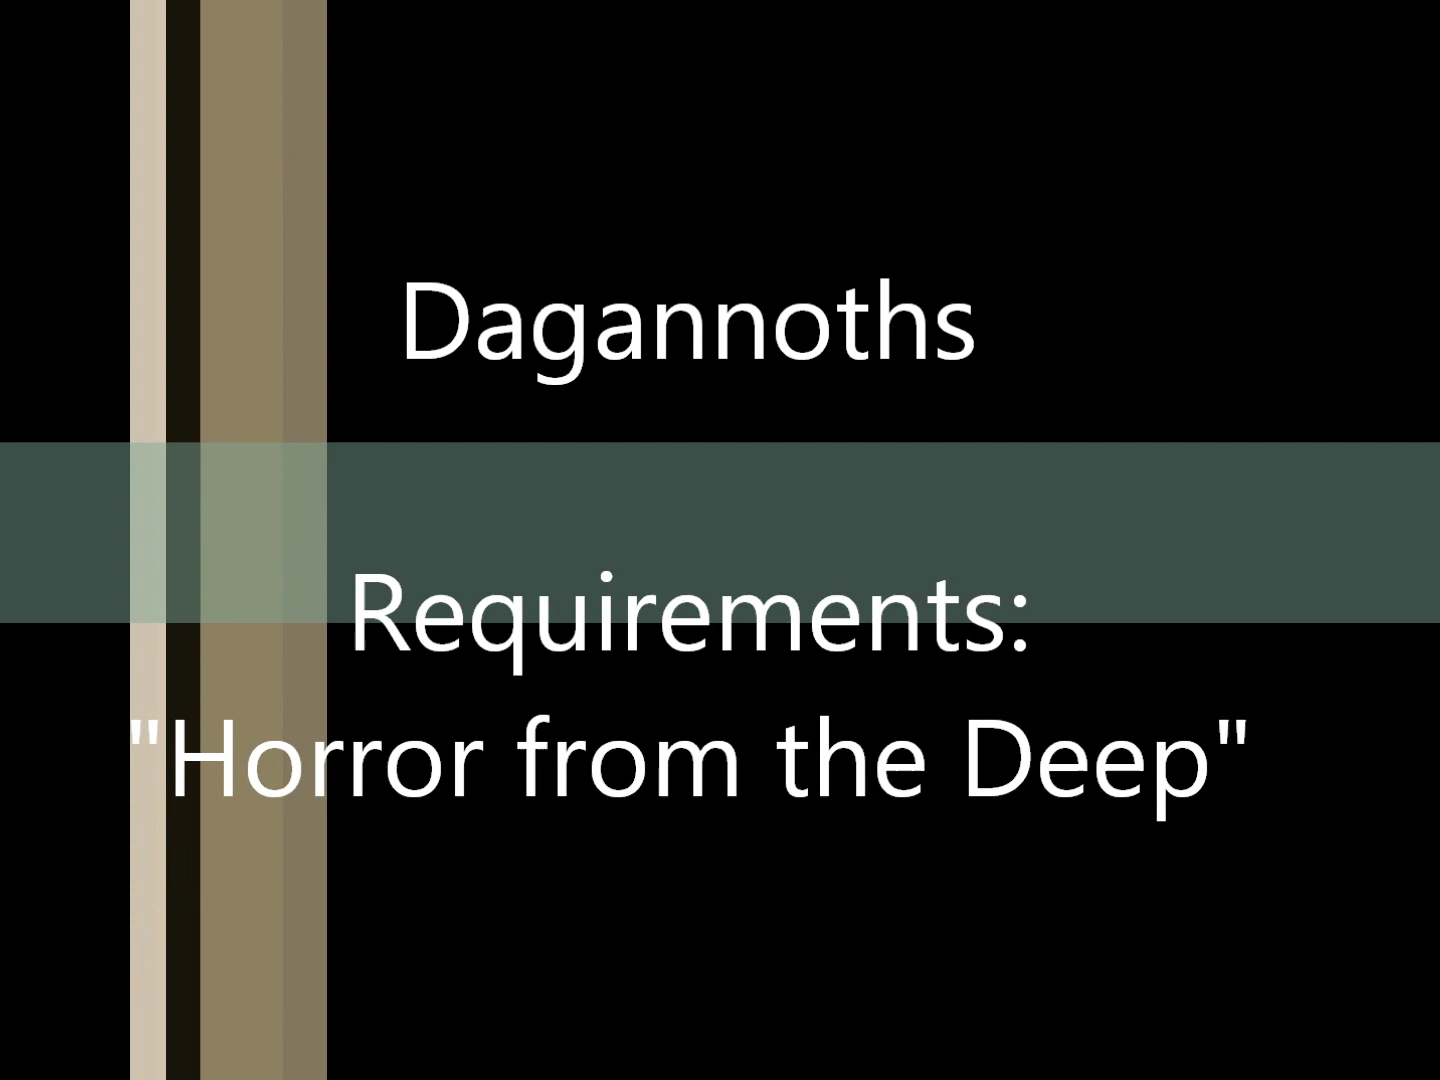 Dagannoths
Requirements:
"Horror from the Deep"